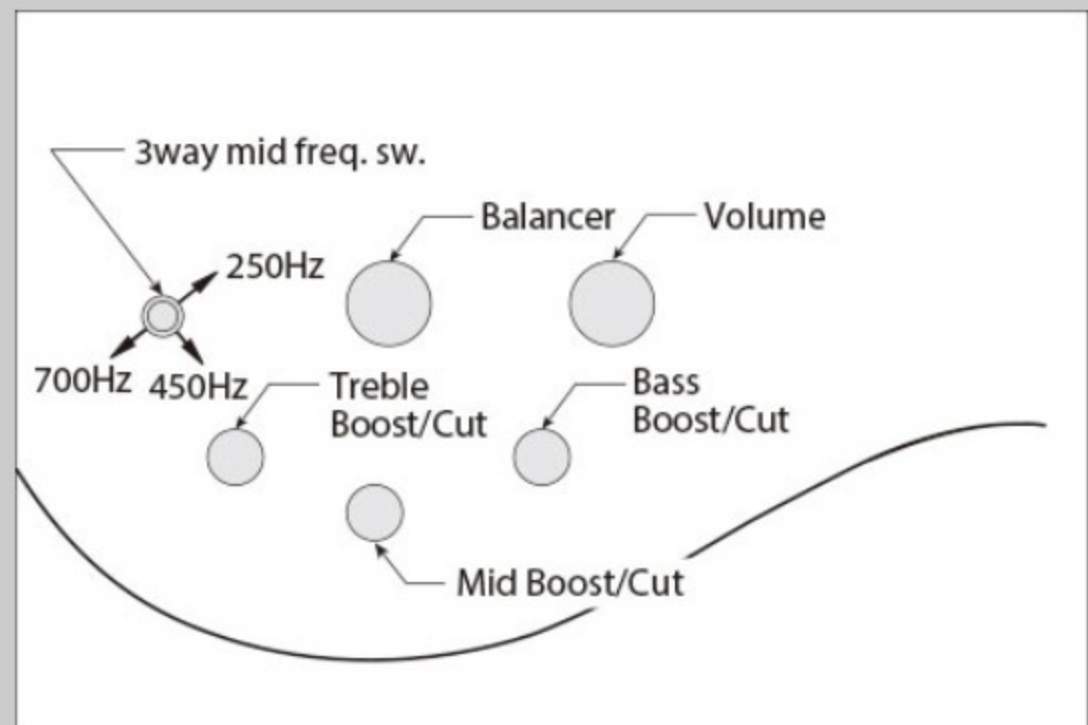 3way mid freq. sw.
Balancer
Volume
250Hz
700Hz
450Hz
Treble
Boost/Cut
Bass
Boost/Cut
Mid Boost/Cut